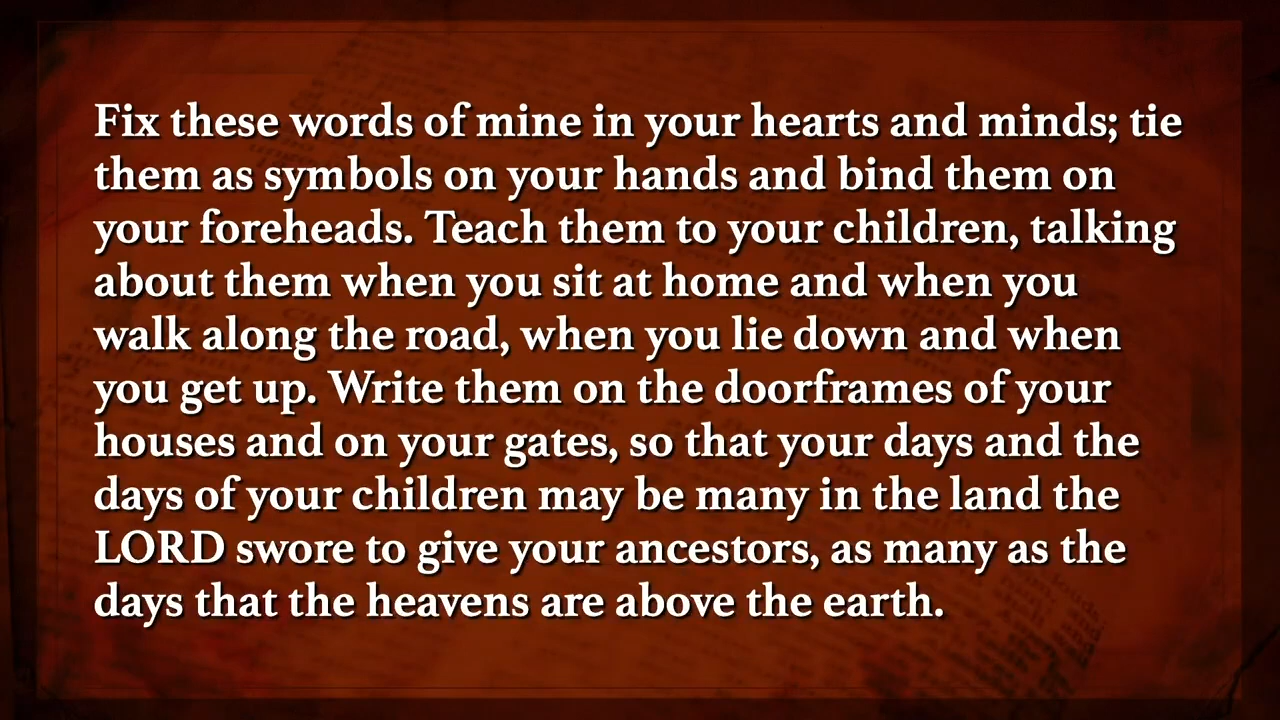 Fix these words of mine in your hearts and minds; tie
them as symbols on your hands and bind them on
your foreheads. Teach them to your children, talking
about them when you sit at home and when you
walk along the road, when you lie down and when
you get up. Write them on the doorframes of your
houses and on your gates, so that your days and the
days of your children may be many in the land the
LORD swore to give your ancestors, as many as the
days that the heavens are above the earth.